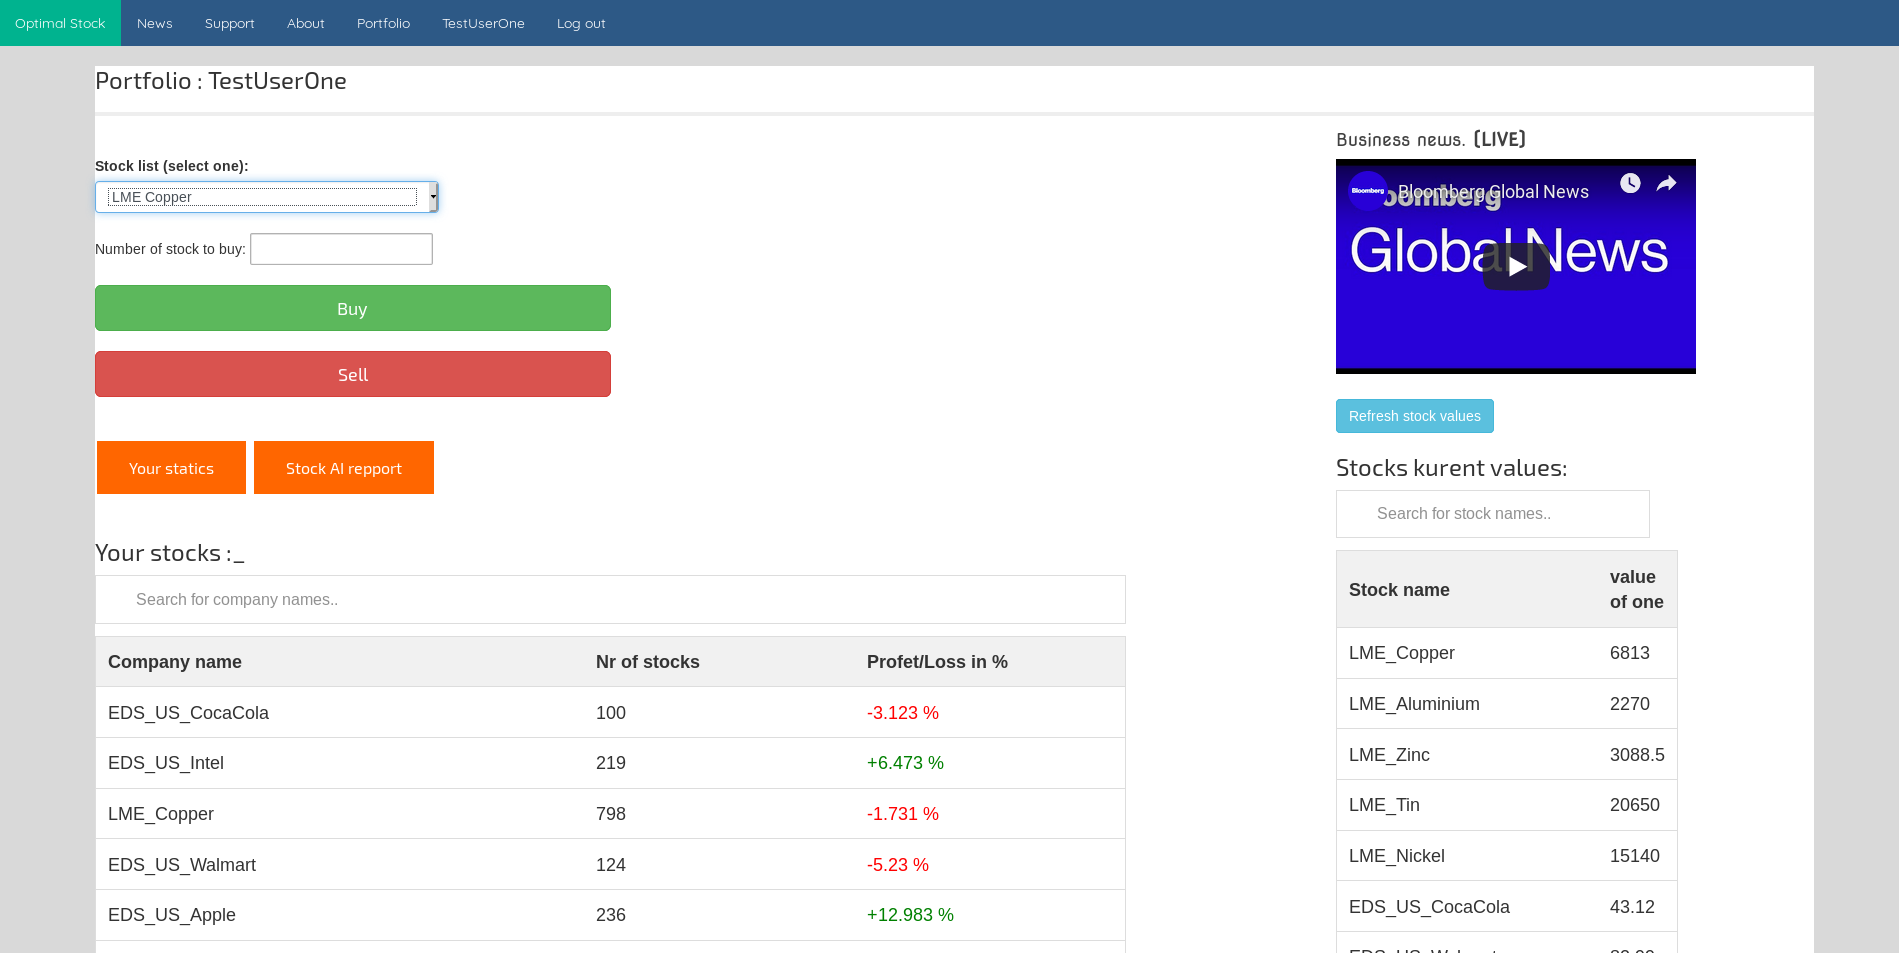 Optimal Stock News Support About Portfolio TestUserOne Log out
Portfolio : TestUserOne
Stock list (select one):
LME Copper
Number of stock to buy:
Buy
Sell
Your statics Stock AI repport
Your stocks :_
Search for company names..
Company name Nr of stocks Profet/Loss in %
EDS_US_CocaCola 100 -3.123 %
EDS_US_Intel 219 +6.473 %
LME_Copper 798 -1.731 %
EDS_US_Walmart 124 -5.23 %
EDS_US_Apple 236 +12.983 %
Business news. (LIVE)
Bloomberg Bloomberg Global News
Bloomberg
Global News
Refresh stock values
Stocks kurent values:
Search for stock names..
Stock name value
of one
LME_Copper 6813
LME_Aluminium 2270
LME_Zinc 3088.5
LME_Tin 20650
LME_Nickel 15140
EDS_US_CocaCola 43.12